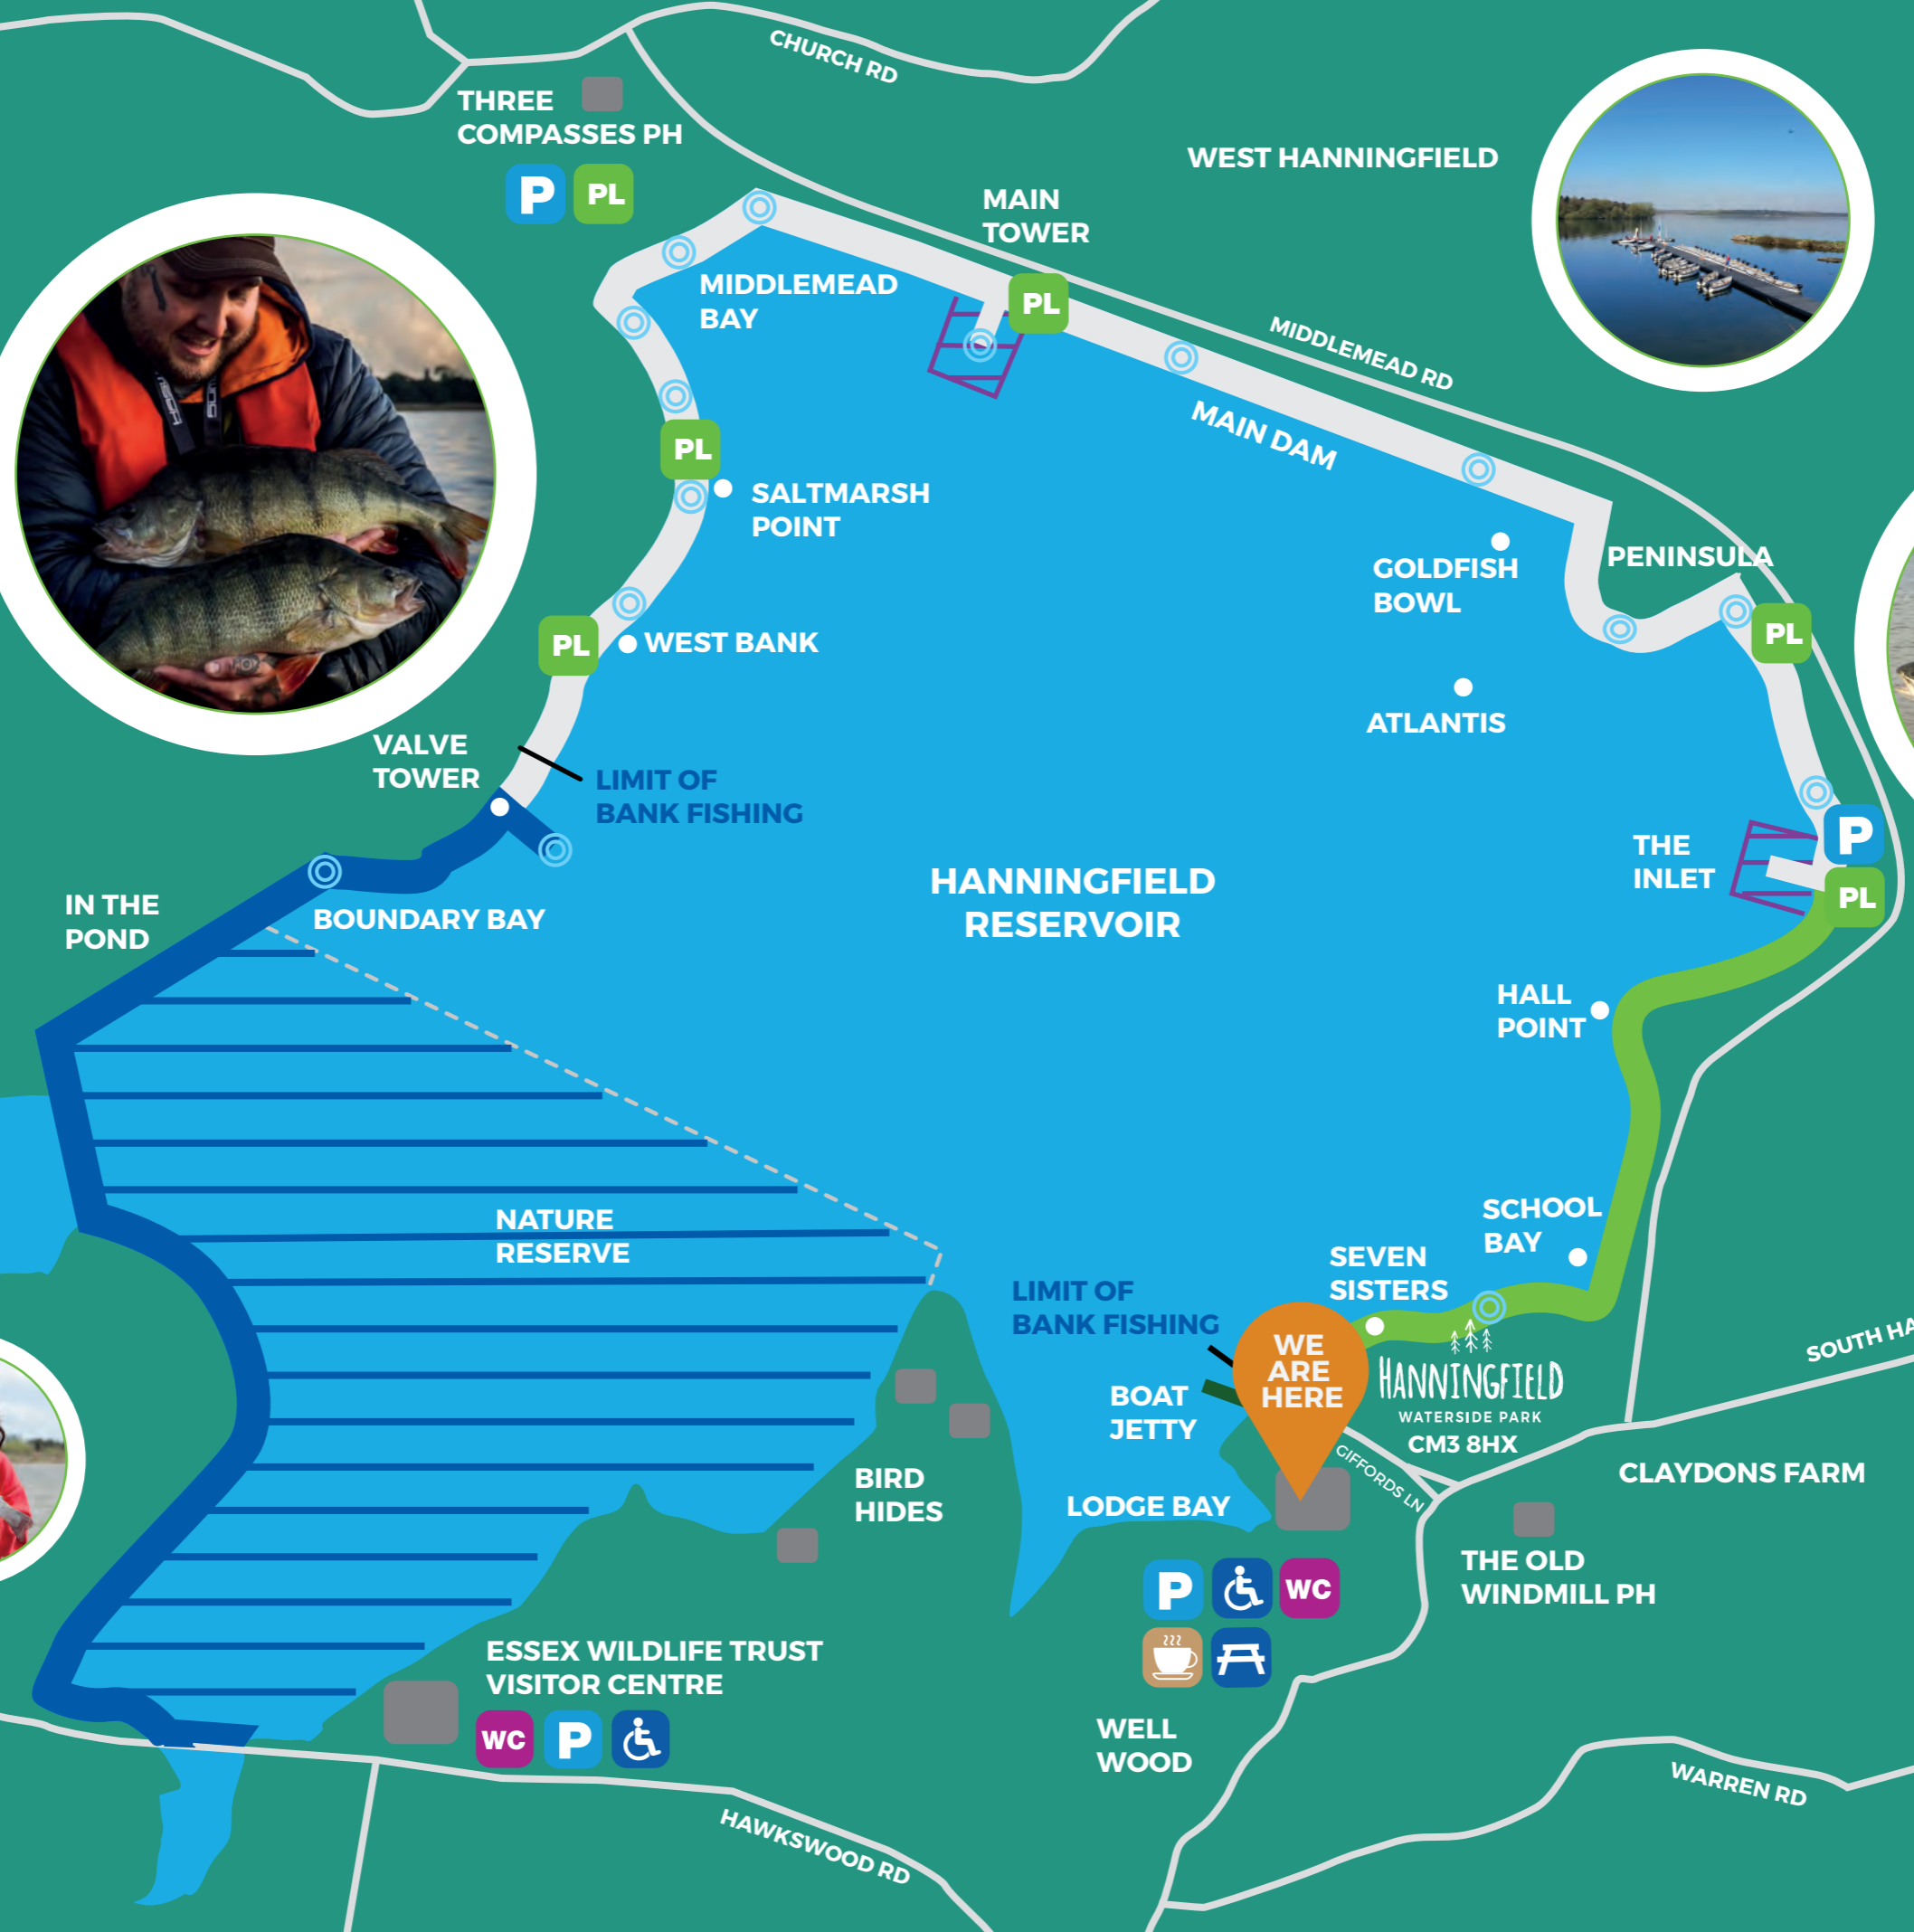 CHURCH RD
THREE
COMPASSES PH
P
PL
WEST HANNINGFIELD
MAIN
TOWER
PL
MIDDLEMEAD
BAY
MIDDLEMEAD RD
MAIN DAM
PL
SALTMARSH
POINT
GOLDFISH
BOWL
PENINSULA
PL
PL
WEST BANK
ATLANTIS
VALVE
TOWER
LIMIT OF
BANK FISHING
THE
INLET
P
PL
HANNINGFIELD
RESERVOIR
IN THE
POND
BOUNDARY BAY
HALL
POINT
NATURE
RESERVE
SCHOOL
BAY
SEVEN
SISTERS
LIMIT OF
BANK FISHING
WE
ARE
HERE
BOAT
JETTY
HANNINGFIELD
WATERSIDE PARK
CM3 8HX
SOUTH HA
GIFFORDS LN
CLAYDONS FARM
BIRD
HIDES
LODGE BAY
THE OLD
WINDMILL PH
P
WC
ESSEX WILDLIFE TRUST
VISITOR CENTRE
WC
P
WELL
WOOD
WARREN RD
HAWKSWOOD RD